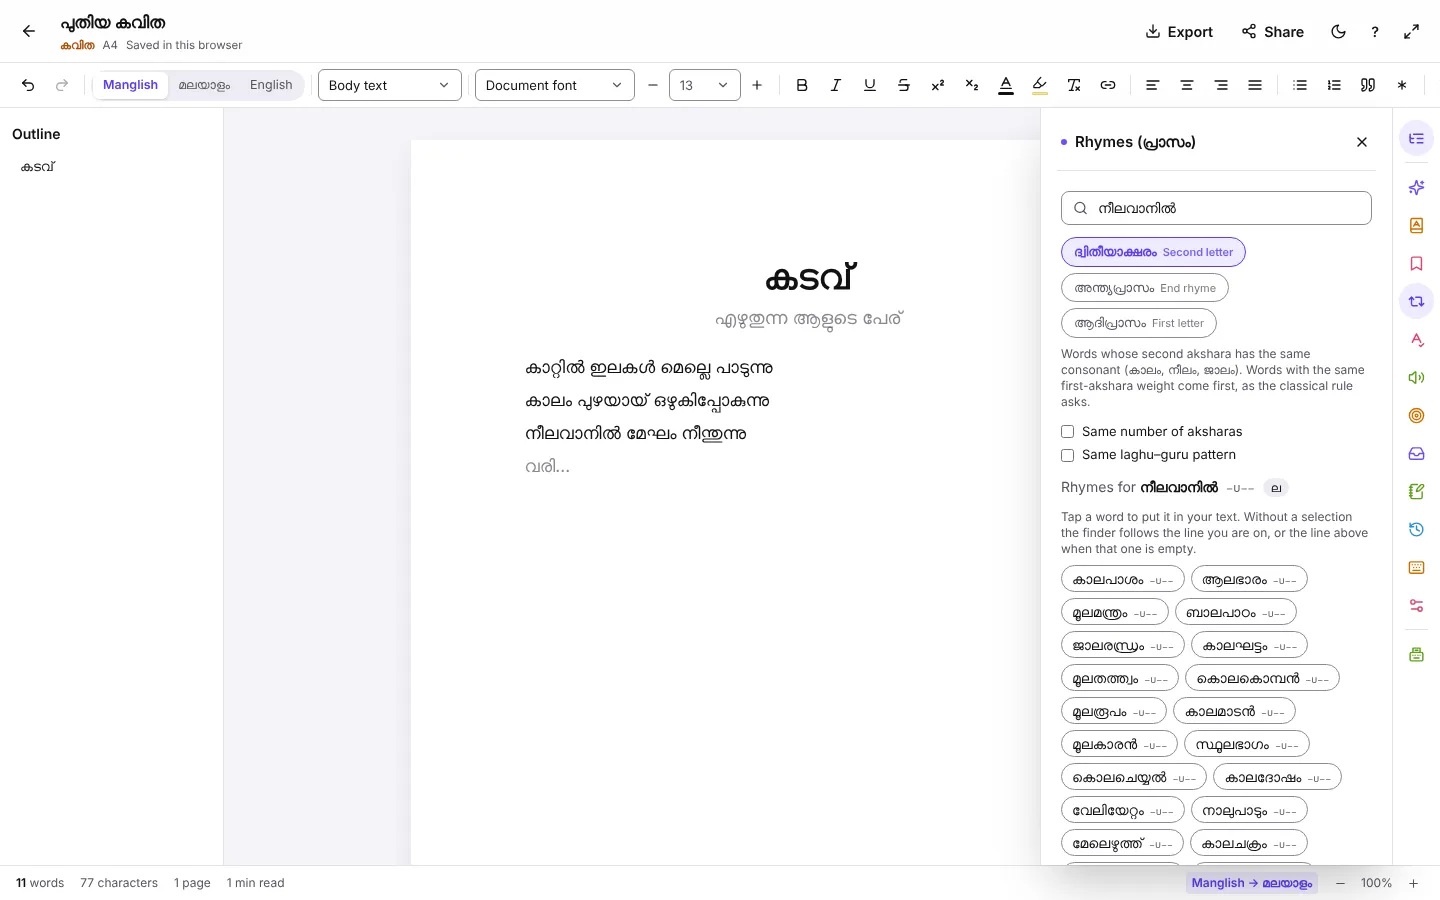 പുതിയ കവിത
കവിത A4 Saved in this browser
Export Share ?
Manglish മലയാളം English Body text Document font 13
Outline
കടവ്
കടവ്
എഴുതുന്ന ആളുടെ പേര്
കാറ്റിൽ ഇലകൾ മെല്ലെ പാടുന്നു
കാലം പുഴയായ് ഒഴുകിപ്പോകുന്നു
നീലവാനിൽ മേഘം നീന്തുന്നു
വരി...
Rhymes (പ്രാസം)
നീലവാനിൽ
ദ്വിതീയാക്ഷരം Second letter
അന്ത്യപ്രാസം End rhyme
ആദിപ്രാസം First letter
Words whose second akshara has the same
consonant (കാലം, നീലം, ജാലം). Words with the same
first-akshara weight come first, as the classical rule
asks.
Same number of aksharas
Same laghu–guru pattern
Rhymes for നീലവാനിൽ –∪–– ല
Tap a word to put it in your text. Without a selection
the finder follows the line you are on, or the line above
when that one is empty.
കാലപാശം –∪–– ആലഭാരം –∪––
മൂലമന്ത്രം –∪–– ബാലപാഠം –∪––
ജാലരന്ധ്രം –∪–– കാലഘട്ടം –∪––
മൂലതത്ത്വം –∪–– കൊലകൊമ്പൻ –∪––
മൂലരൂപം –∪–– കാലമാടൻ –∪––
മൂലകാരൻ –∪–– സ്ഥൂലഭാഗം –∪––
കൊലചെയ്യൽ –∪–– കാലദോഷം –∪––
വേലിയേറ്റം –∪–– നാലുപാടും –∪––
മേലെഴുത്ത് –∪–– കാലചക്രം –∪––
11 words 77 characters 1 page 1 min read
Manglish → മലയാളം − 100% +